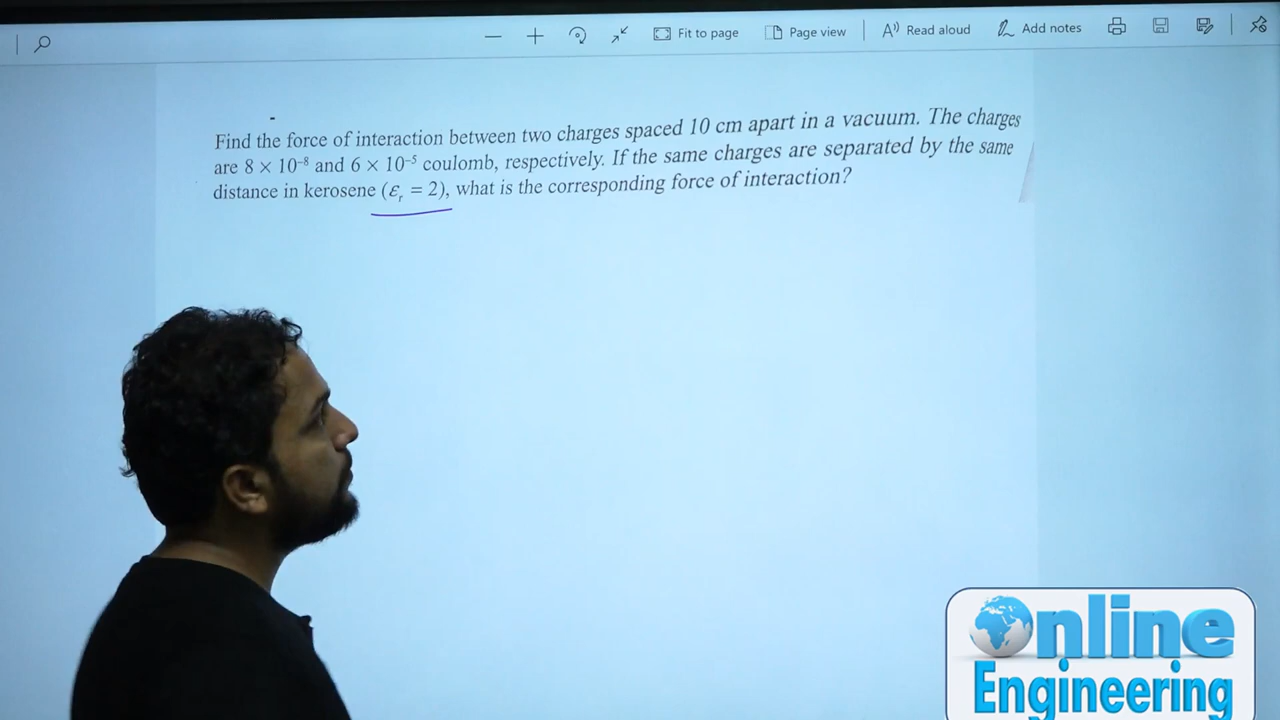 Fit to page Page view Read aloud Add notes
Find the force of interaction between two charges spaced 10 cm apart in a vacuum. The charges
are 8 × 10⁻⁸ and 6 × 10⁻⁵ coulomb, respectively. If the same charges are separated by the same
distance in kerosene (εᵣ = 2), what is the corresponding force of interaction?
Online
Engineering